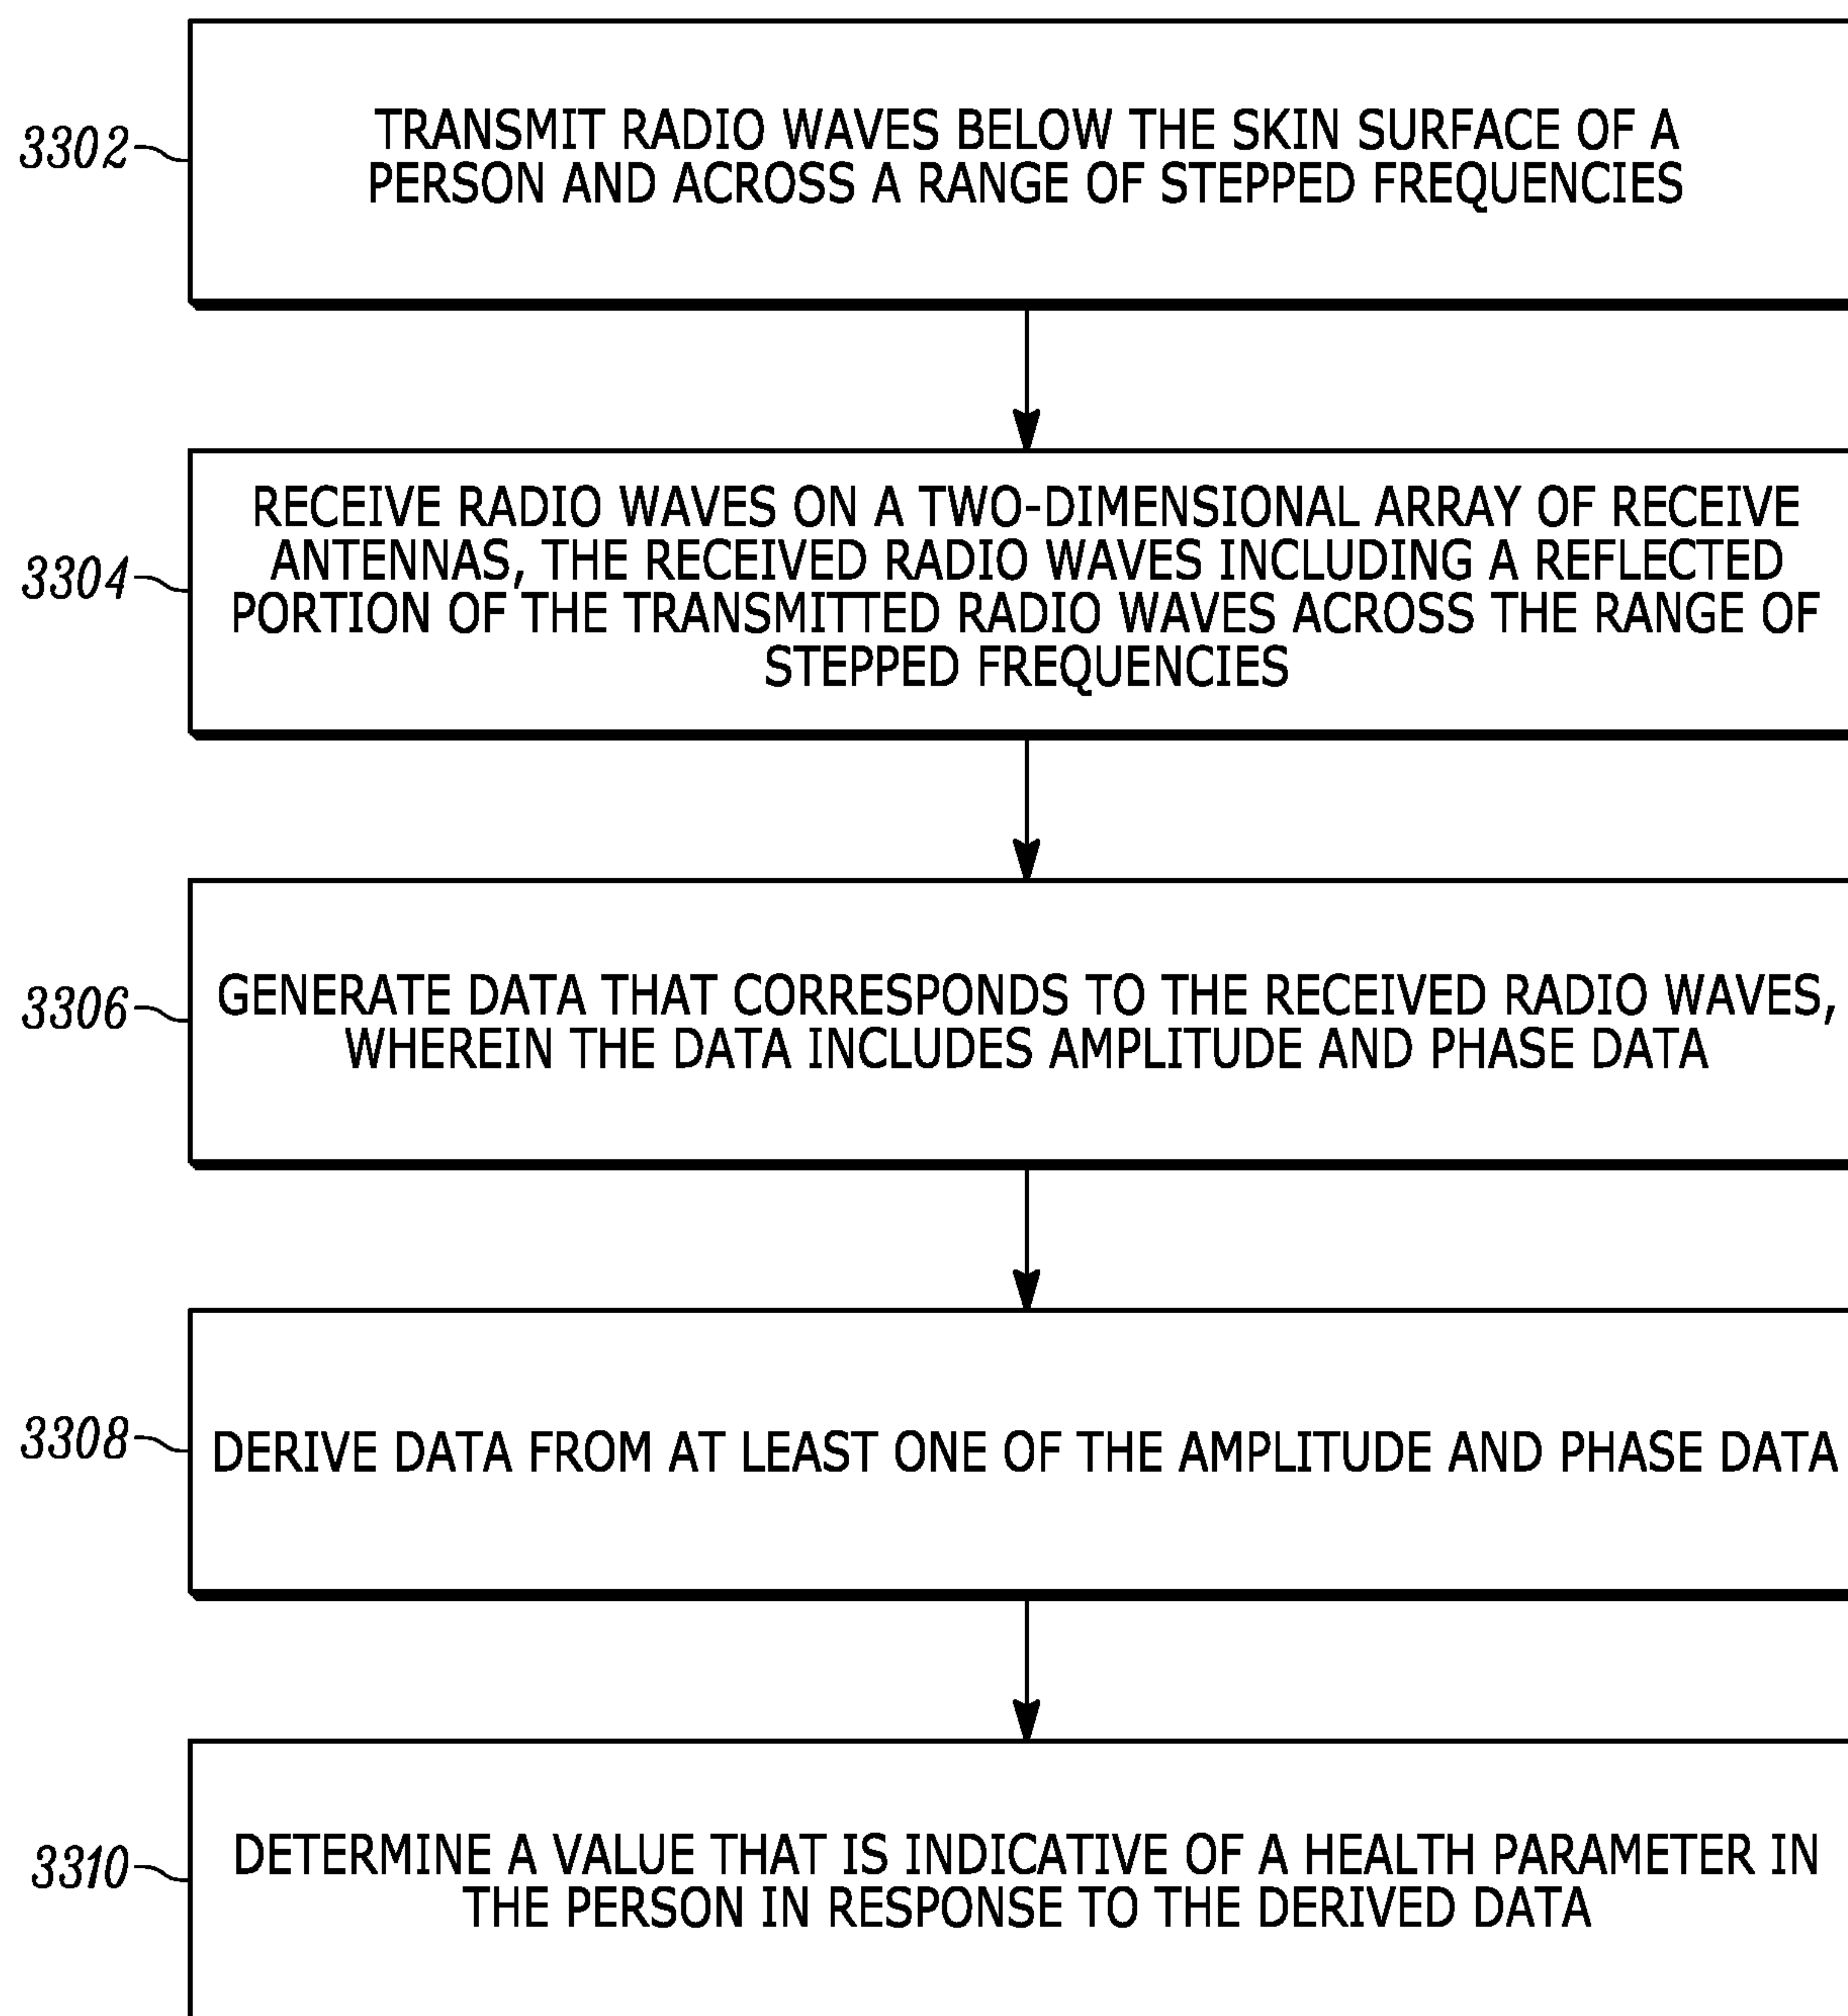 3302
TRANSMIT RADIO WAVES BELOW THE SKIN SURFACE OF A
PERSON AND ACROSS A RANGE OF STEPPED FREQUENCIES
3304
RECEIVE RADIO WAVES ON A TWO-DIMENSIONAL ARRAY OF RECEIVE
ANTENNAS, THE RECEIVED RADIO WAVES INCLUDING A REFLECTED
PORTION OF THE TRANSMITTED RADIO WAVES ACROSS THE RANGE OF
STEPPED FREQUENCIES
3306
GENERATE DATA THAT CORRESPONDS TO THE RECEIVED RADIO WAVES,
WHEREIN THE DATA INCLUDES AMPLITUDE AND PHASE DATA
3308
DERIVE DATA FROM AT LEAST ONE OF THE AMPLITUDE AND PHASE DATA
3310
DETERMINE A VALUE THAT IS INDICATIVE OF A HEALTH PARAMETER IN
THE PERSON IN RESPONSE TO THE DERIVED DATA